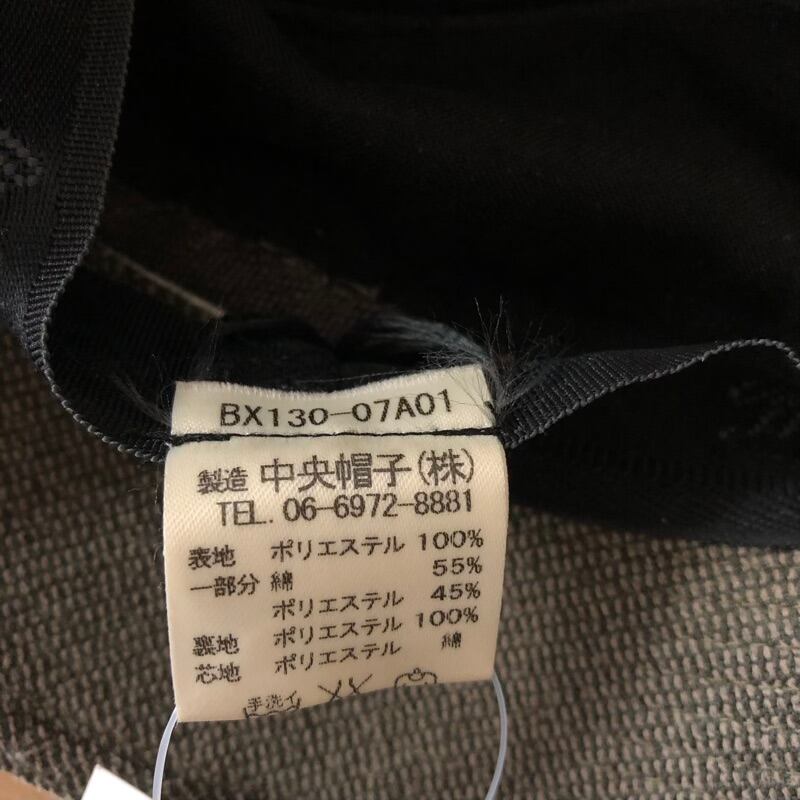 BX130-07A01
製造 中央帽子(株)
TEL. 06-6972-8881
表地 ポリエステル 100%
一部分 綿 55%
ポリエステル 45%
裏地 ポリエステル 100%
芯地 ポリエステル 綿
手洗イ